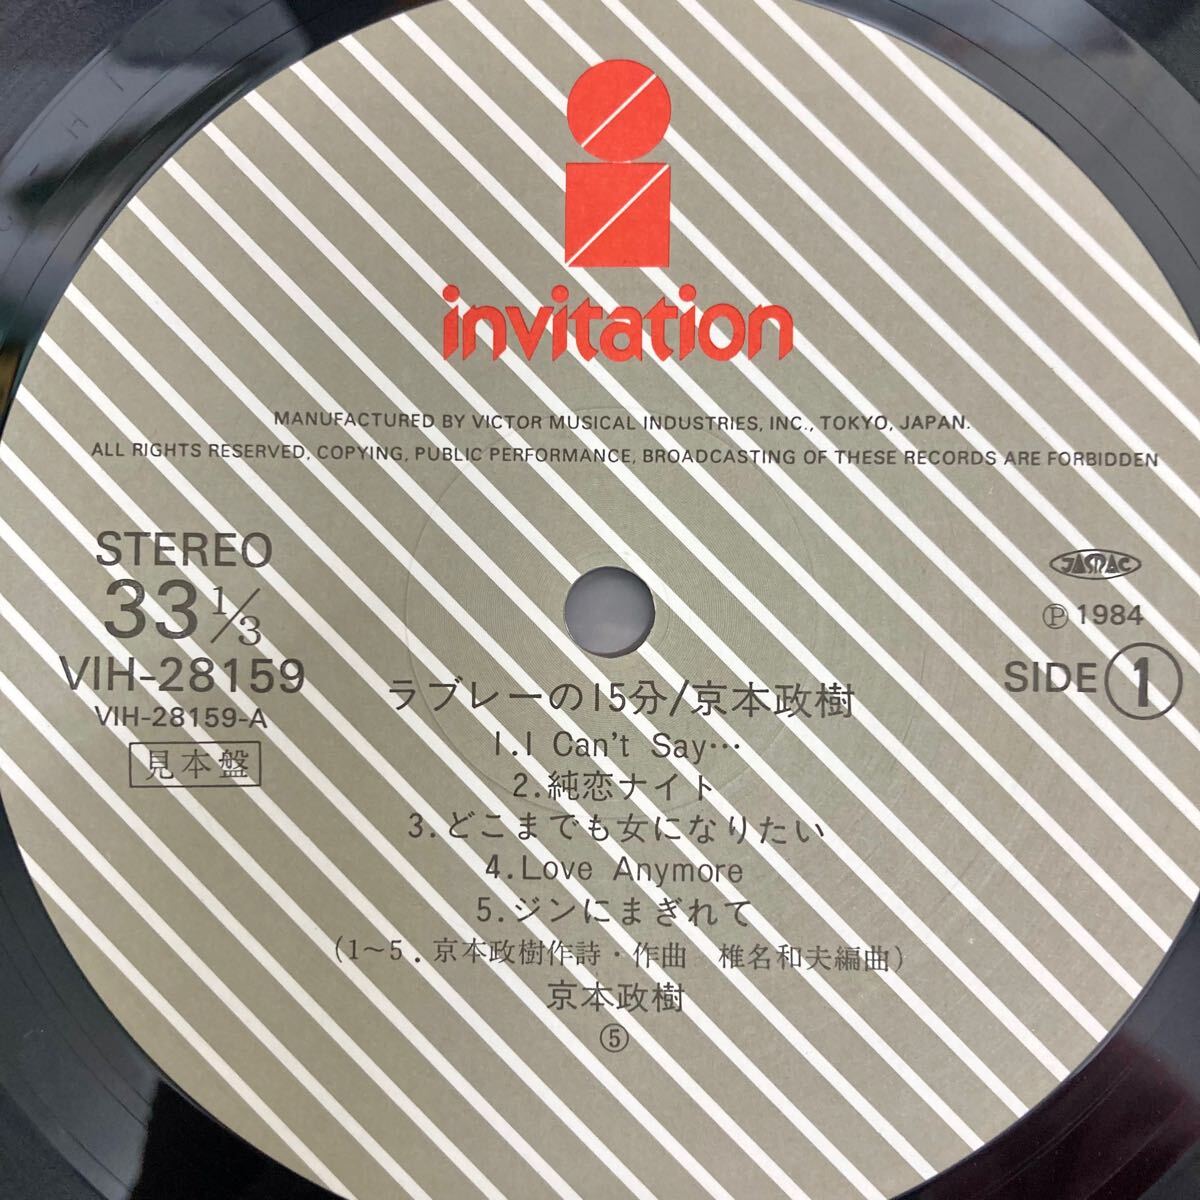 invitation
MANUFACTURED BY VICTOR MUSICAL INDUSTRIES, INC., TOKYO, JAPAN.
ALL RIGHTS RESERVED, COPYING, PUBLIC PERFORMANCE, BROADCASTING OF THESE RECORDS ARE FORBIDDEN
STEREO
33 1/3
VIH-28159
VIH-28159-A
見本盤
JASRAC
Ⓟ 1984
SIDE 1
ラブレーの15分/京本政樹
1.I Can't Say…
2.純恋ナイト
3.どこまでも女になりたい
4.Love Anymore
5.ジンにまぎれて
(1~5.京本政樹作詩・作曲 椎名和夫編曲)
京本政樹
⑤